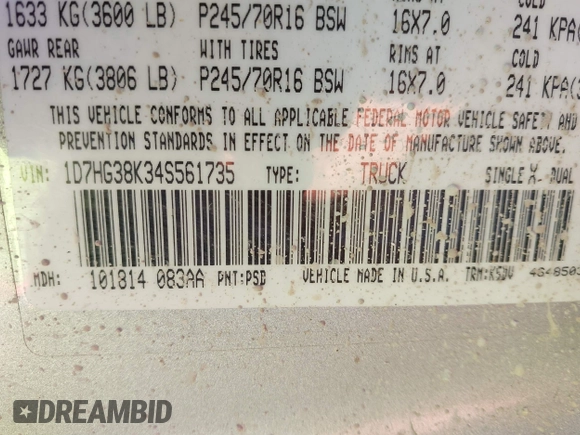 1633 KG(3600 LB) P245/70R16 BSW 16X7.0 241 KPA(
GAWR REAR WITH TIRES RIMS AT COLD
1727 KG(3806 LB) P245/70R16 BSW 16X7.0 241 KPA(3
THIS VEHICLE CONFORMS TO ALL APPLICABLE FEDERAL MOTOR VEHICLE SAFETY AND
PREVENTION STANDARDS IN EFFECT ON THE DATE OF MANUFACTURE SHOWN ABOVE.
VIN: 1D7HG38K34S561735 TYPE: TRUCK SINGLE X DUAL
MDH: 101814 083AA PNT:PSB VEHICLE MADE IN U.S.A. TRM:KSDV 4648503
DREAMBID